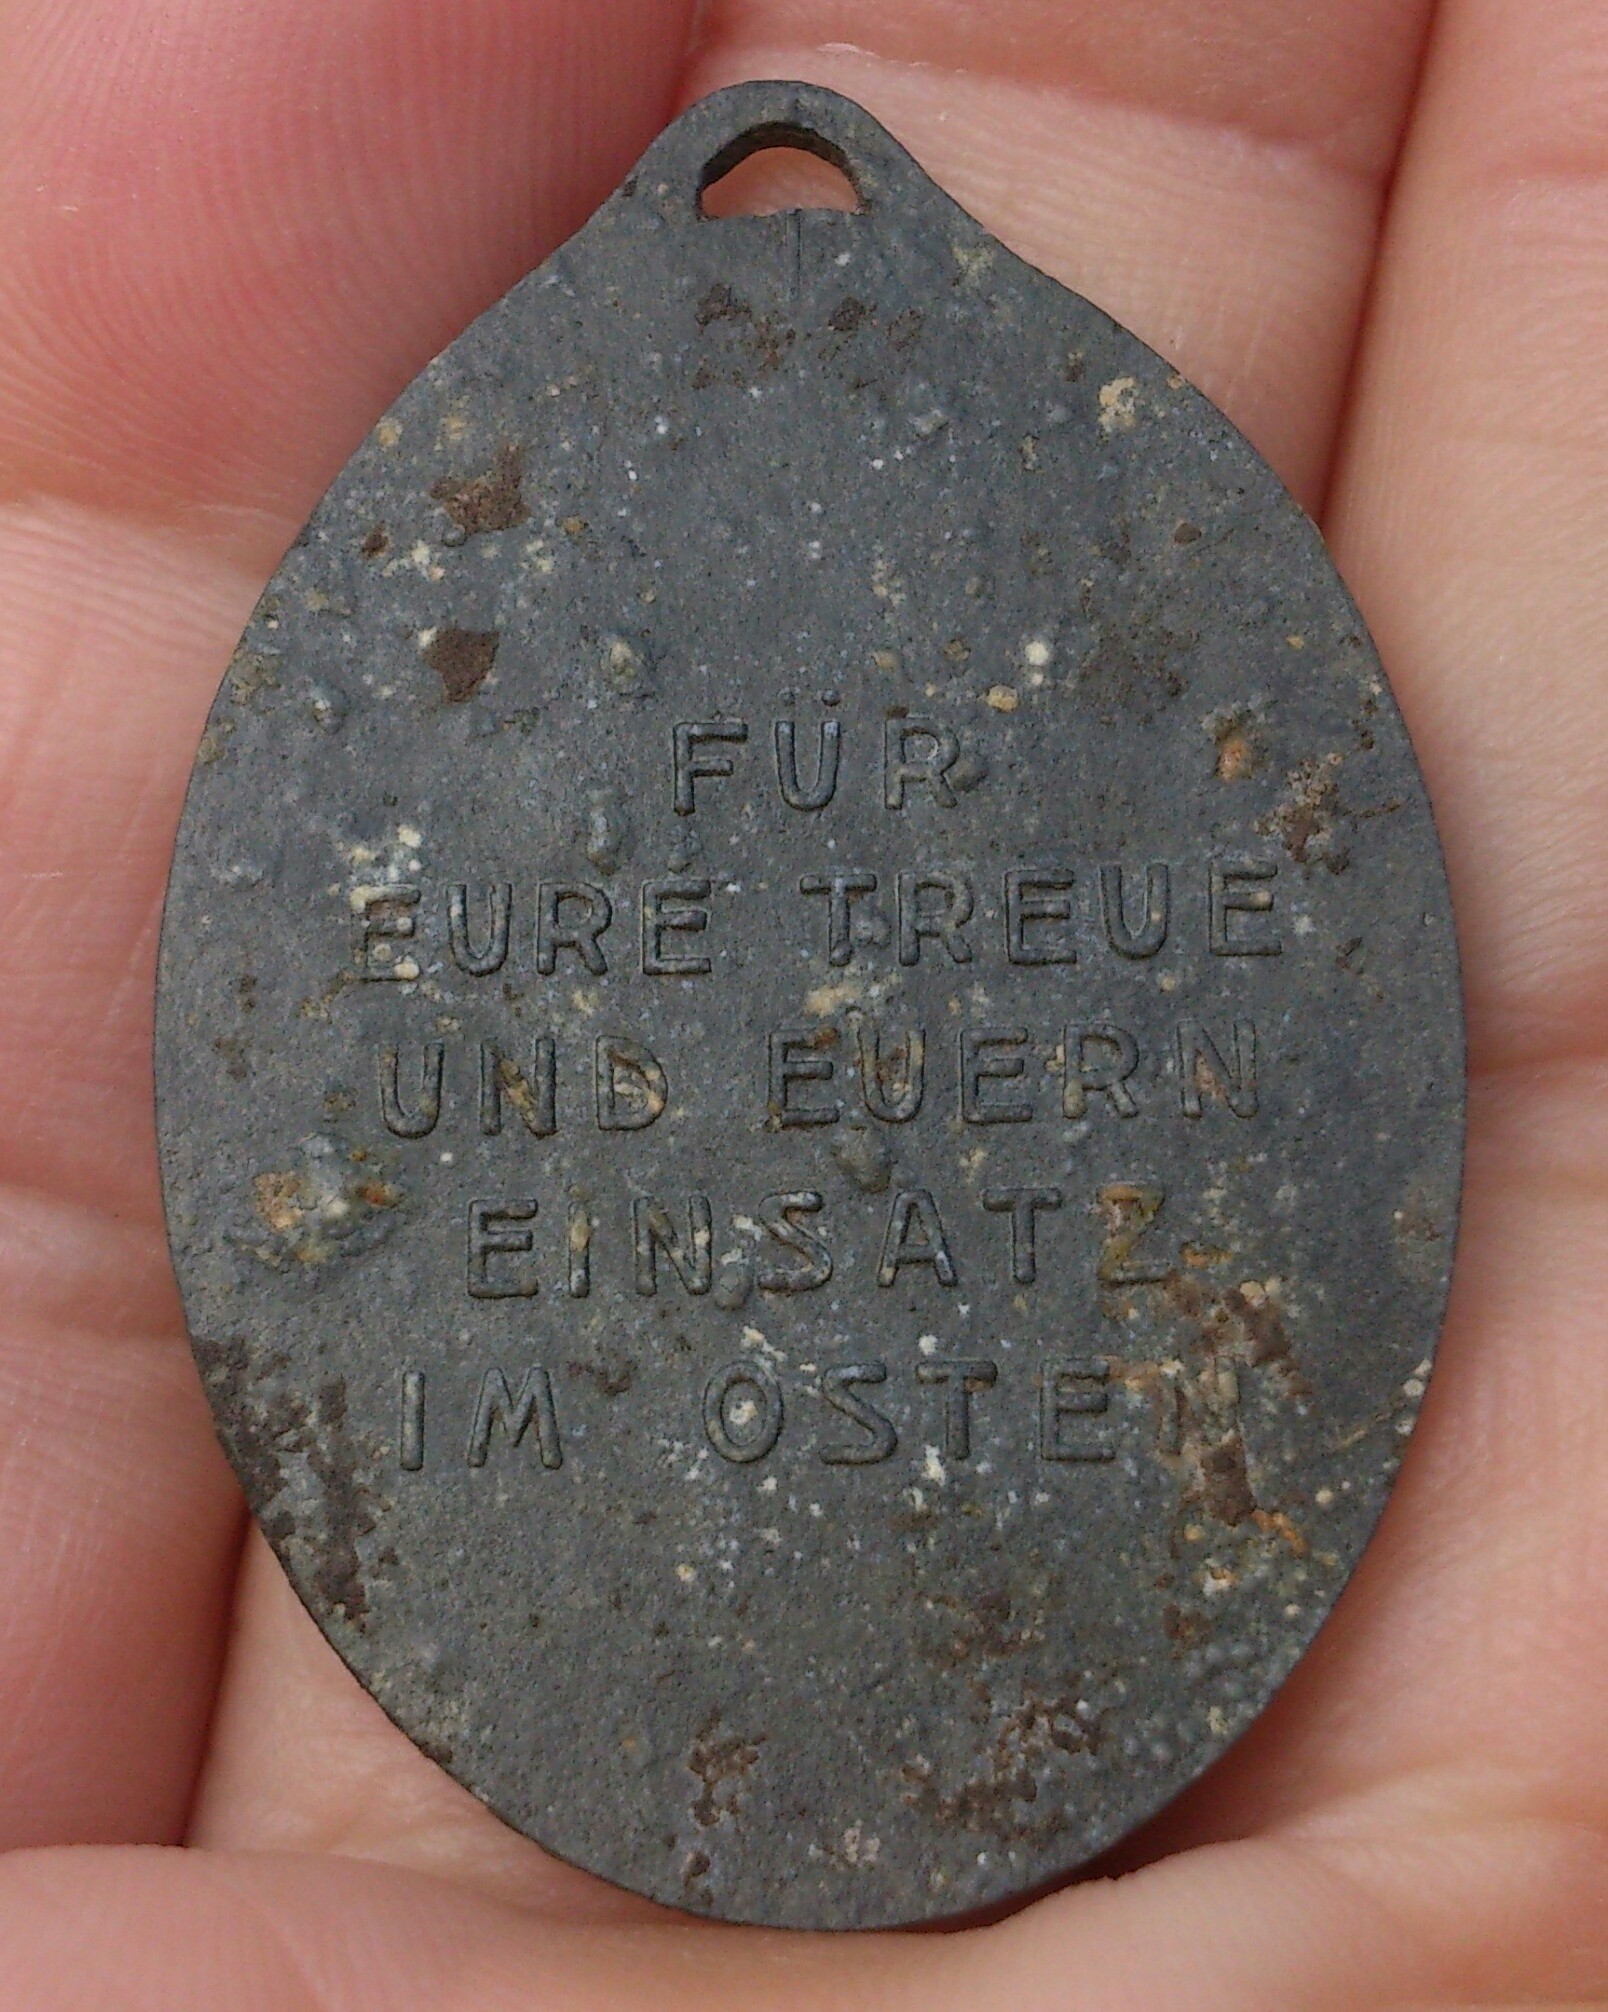 FÜR
EURE TREUE
UND EUERN
EINSATZ
IM OSTEN